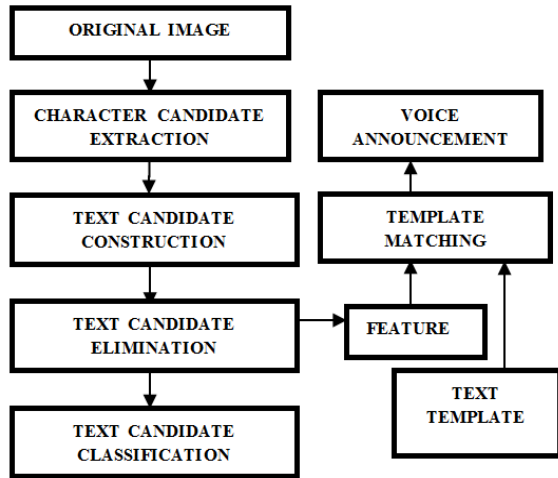 ORIGINAL IMAGE
CHARACTER CANDIDATE
EXTRACTION
TEXT CANDIDATE
CONSTRUCTION
TEXT CANDIDATE
ELIMINATION
TEXT CANDIDATE
CLASSIFICATION
VOICE
ANNOUNCEMENT
TEMPLATE
MATCHING
FEATURE
TEXT
TEMPLATE